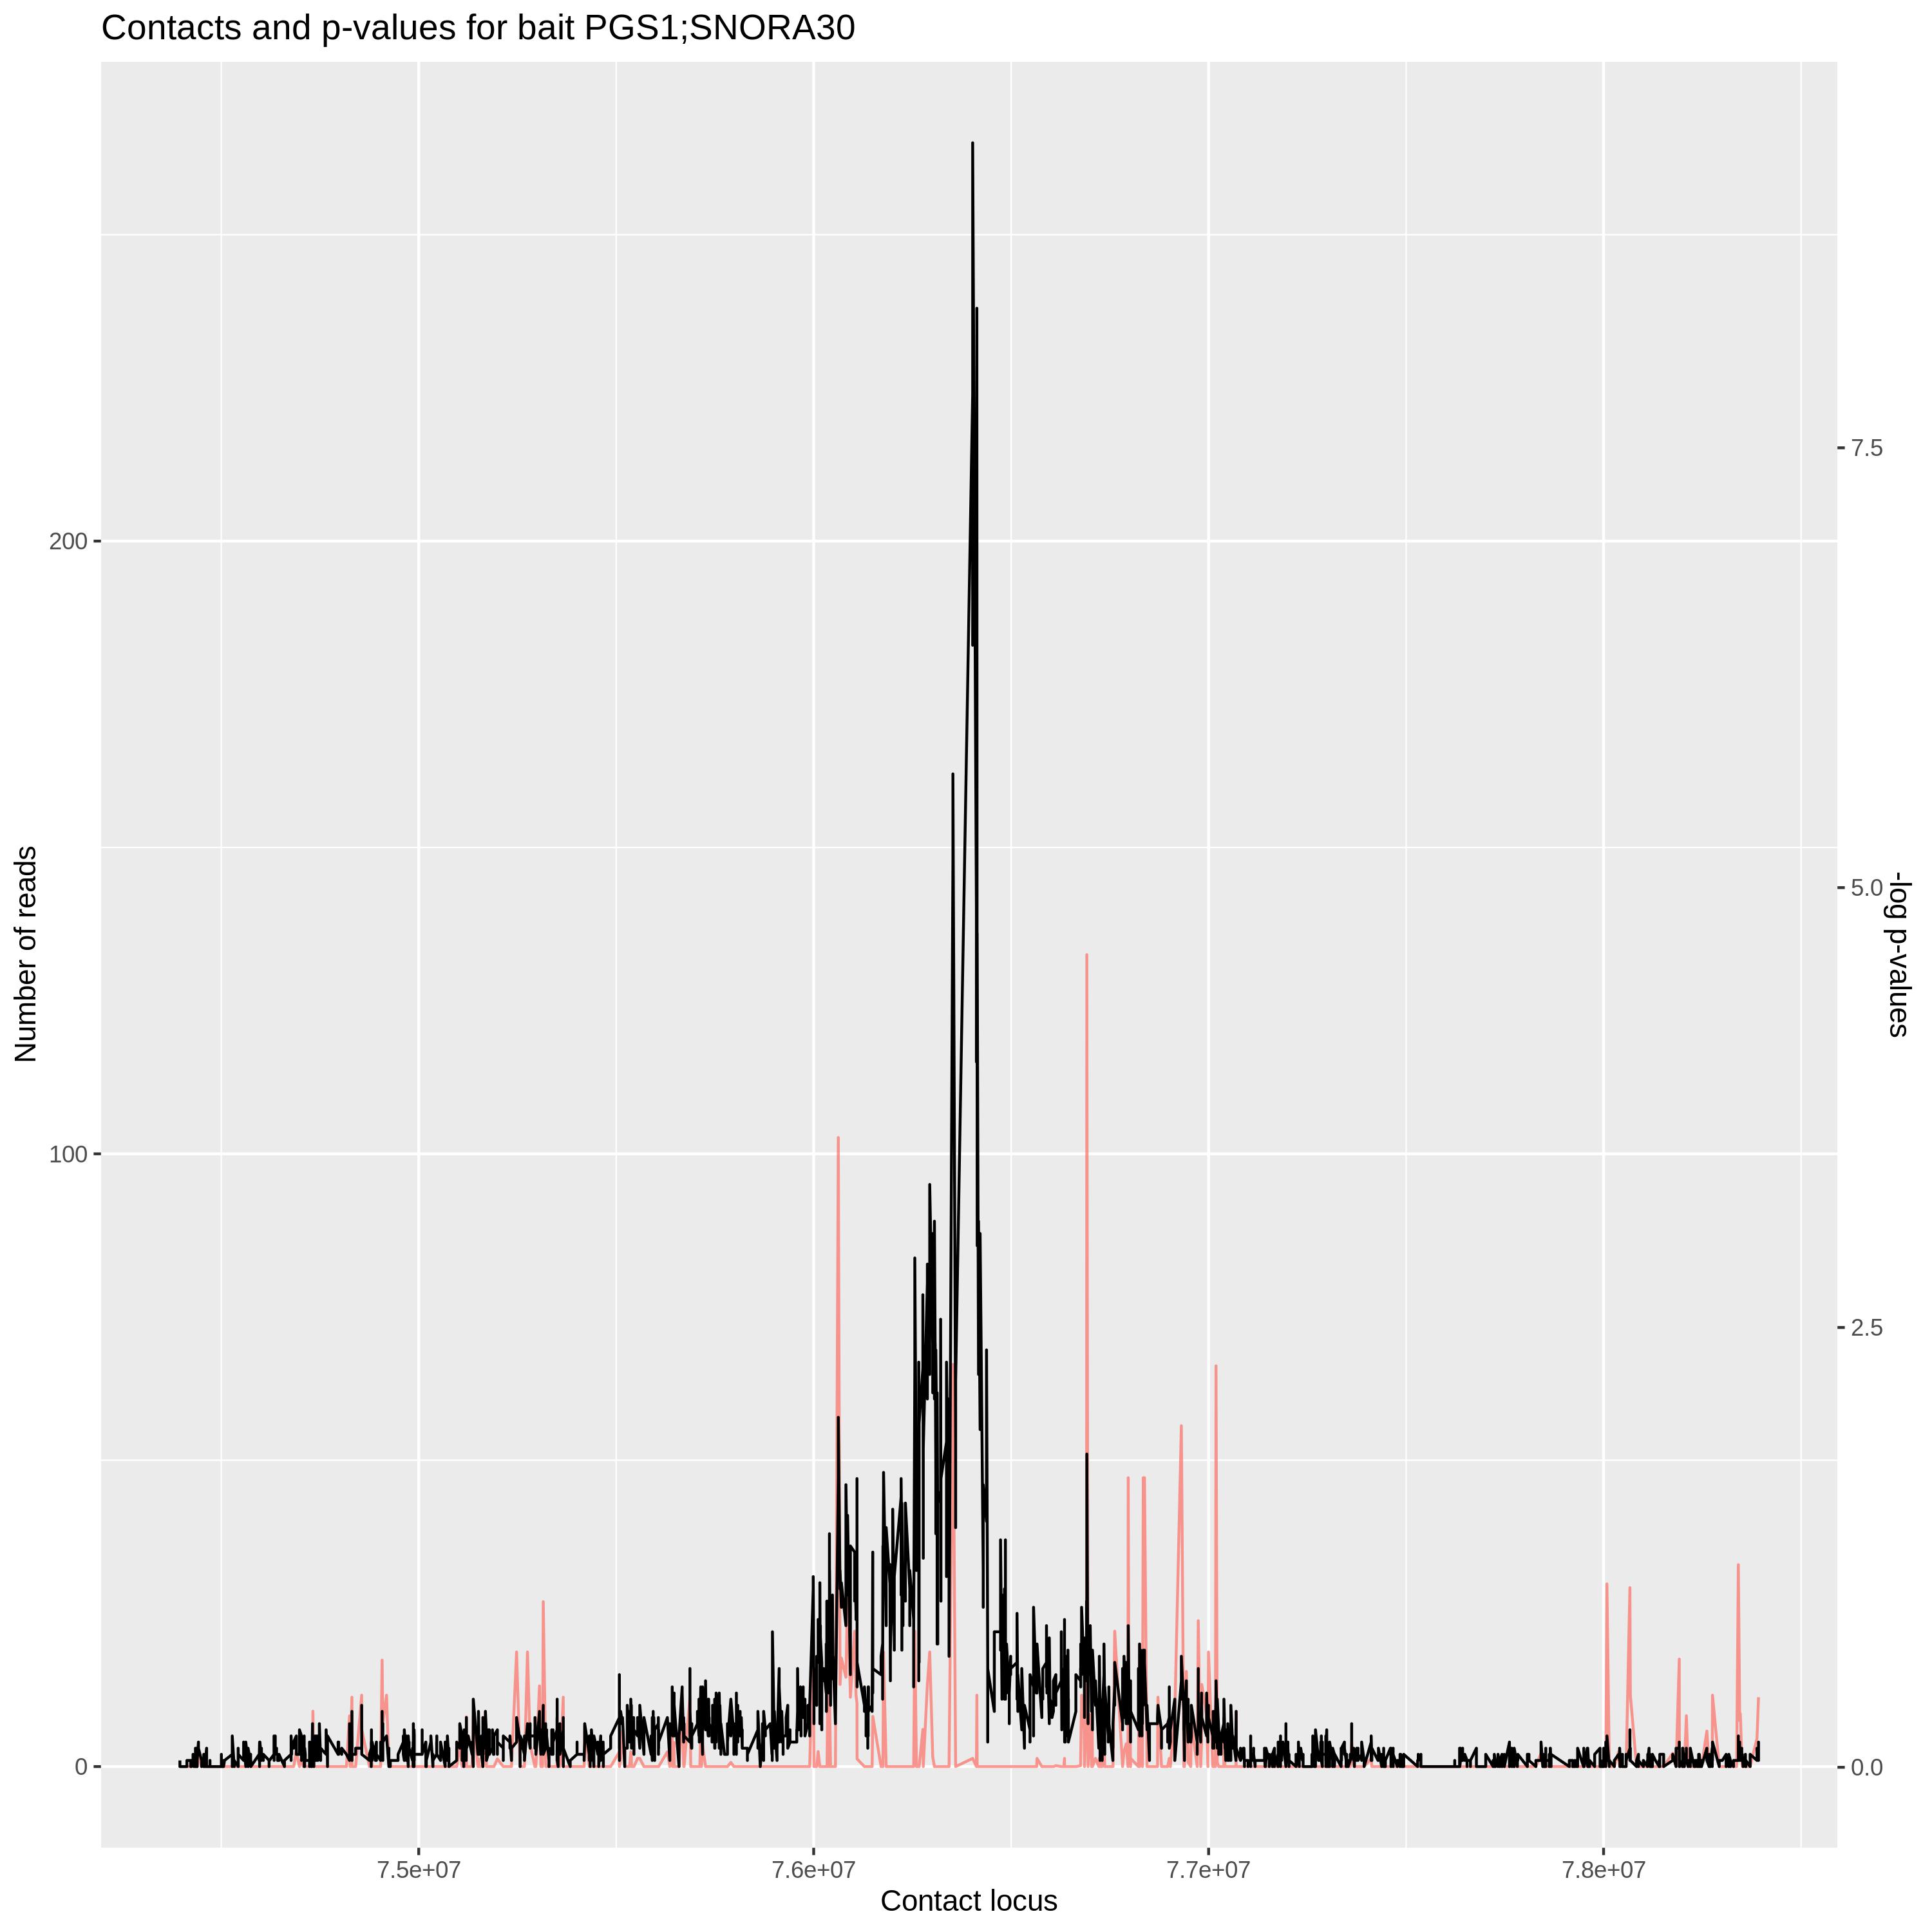 Contacts and p-values for bait PGS1;SNORA30
Number of reads
200
100
0
7.5
5.0
2.5
0.0
-log p-values
7.5e+07
7.6e+07
7.7e+07
7.8e+07
Contact locus